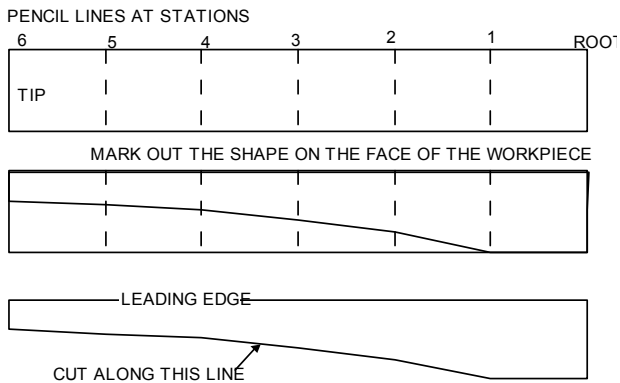 PENCIL LINES AT STATIONS
6 5 4 3 2 1 ROOT
TIP
MARK OUT THE SHAPE ON THE FACE OF THE WORKPIECE
LEADING EDGE
CUT ALONG THIS LINE